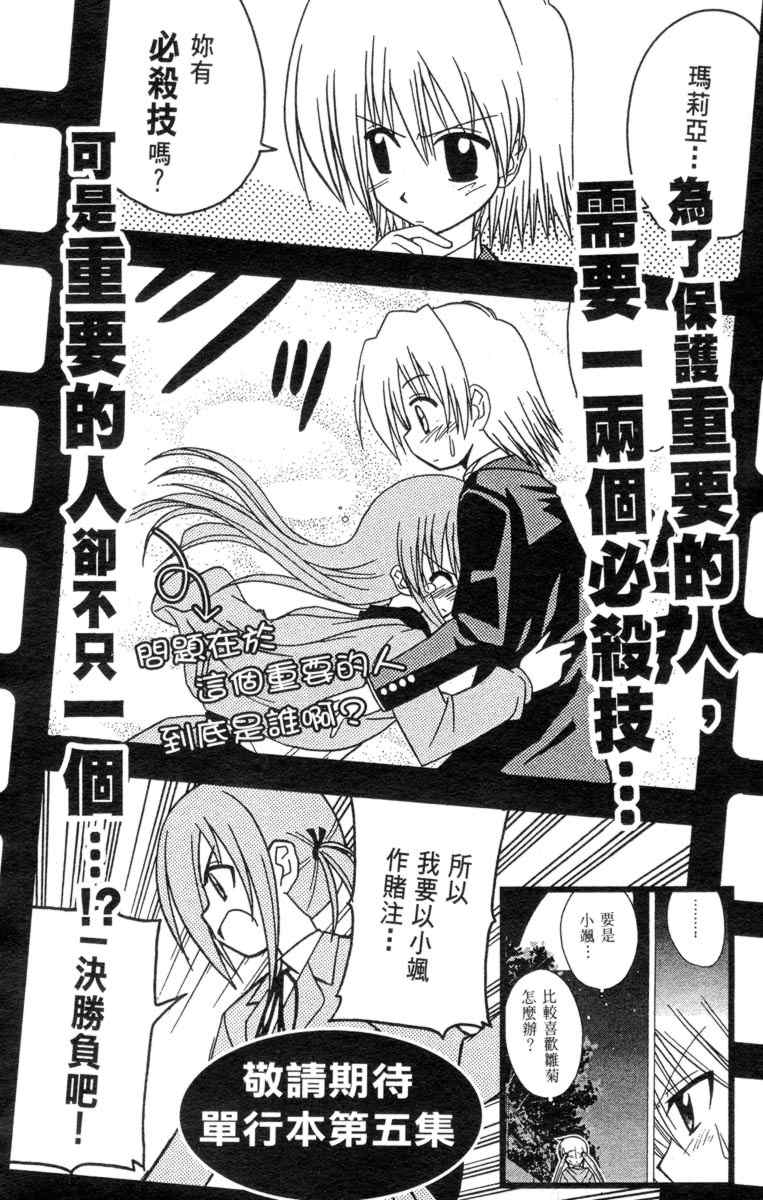 瑪莉亞…
妳有
必殺技嗎？
為了保護重要的人，
需要一兩個必殺技…
可是重要的人卻不只一個…!?
問題在於
這個重要的人
到底是誰啊？
所以
我要以小颯
作賭注…
一決勝負吧！
………
要是
小颯…
比較喜歡雛菊
怎麼辦？
敬請期待
單行本第五集